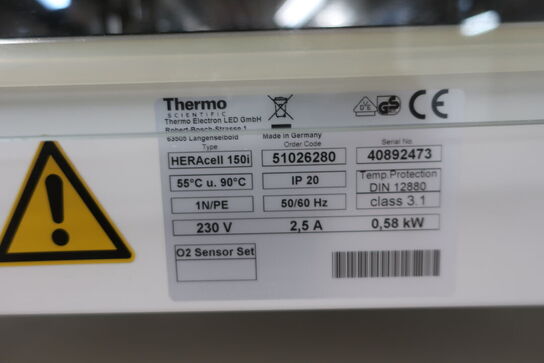 Thermo
SCIENTIFIC
Thermo Electron LED GmbH
Robert-Bosch-Strasse 1
63505 Langenselbold
Made in Germany
Type Order Code Serial No
HERAcell 150i 51026280 40892473
55°C u. 90°C IP 20 Temp.Protection
DIN 12880
1N/PE 50/60 Hz class 3.1
230 V 2,5 A 0,58 kW
O2 Sensor Set
GS
CE